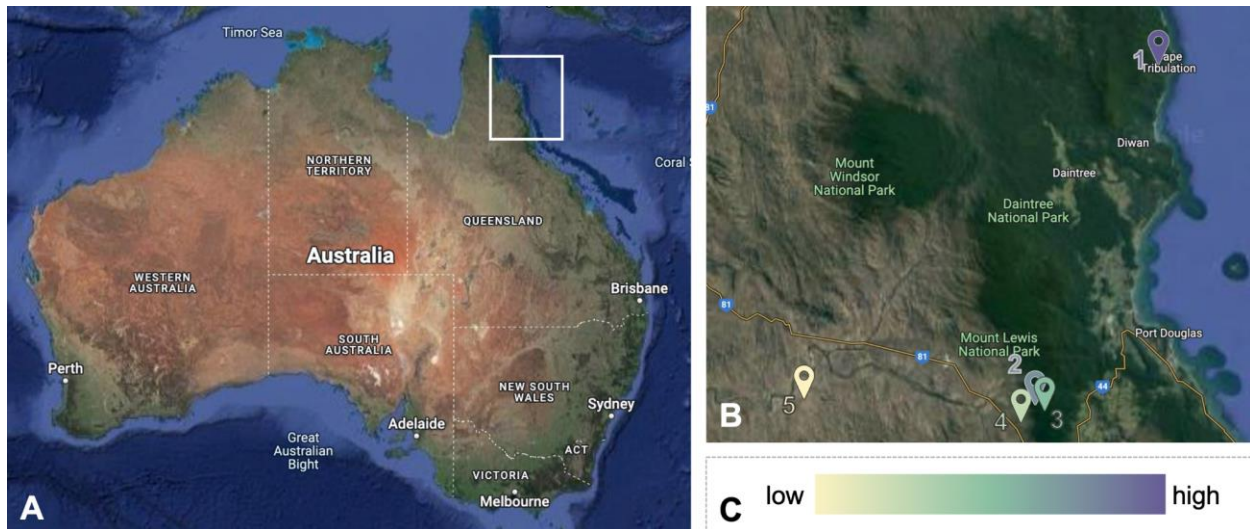 Timor Sea
NORTHERN
TERRITORY
Coral S
QUEENSLAND
Australia
WESTERN
AUSTRALIA
Brisbane
SOUTH
AUSTRALIA
Perth
NEW SOUTH
WALES
Sydney
Adelaide
Great
Australian
Bight
ACT
VICTORIA
Melbourne
A
1
ape
Tribulation
81
Diwan
Mount
Windsor
National Park
Daintree
Daintree
National Park
81
Port Douglas
Mount Lewis
National Park
81
2
44
5
4
3
B
C
low
high